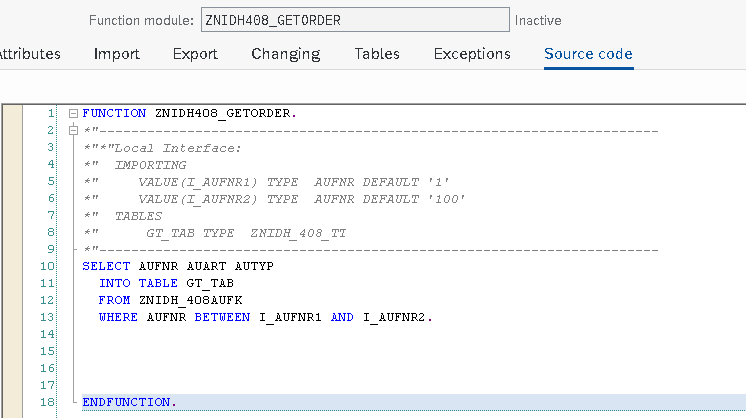 Function module: ZNIDH408_GETORDER Inactive
ttributes Import Export Changing Tables Exceptions Source code
1 FUNCTION ZNIDH408_GETORDER.
2 *"----------------------------------------------------------------------
3 *"*"Local Interface:
4 *"  IMPORTING
5 *"     VALUE(I_AUFNR1) TYPE  AUFNR DEFAULT '1'
6 *"     VALUE(I_AUFNR2) TYPE  AUFNR DEFAULT '100'
7 *"  TABLES
8 *"      GT_TAB TYPE  ZNIDH_408_TT
9 *"----------------------------------------------------------------------
10 SELECT AUFNR AUART AUTYP
11   INTO TABLE GT_TAB
12   FROM ZNIDH_408AUFK
13   WHERE AUFNR BETWEEN I_AUFNR1 AND I_AUFNR2.
14
15
16
17
18 ENDFUNCTION.